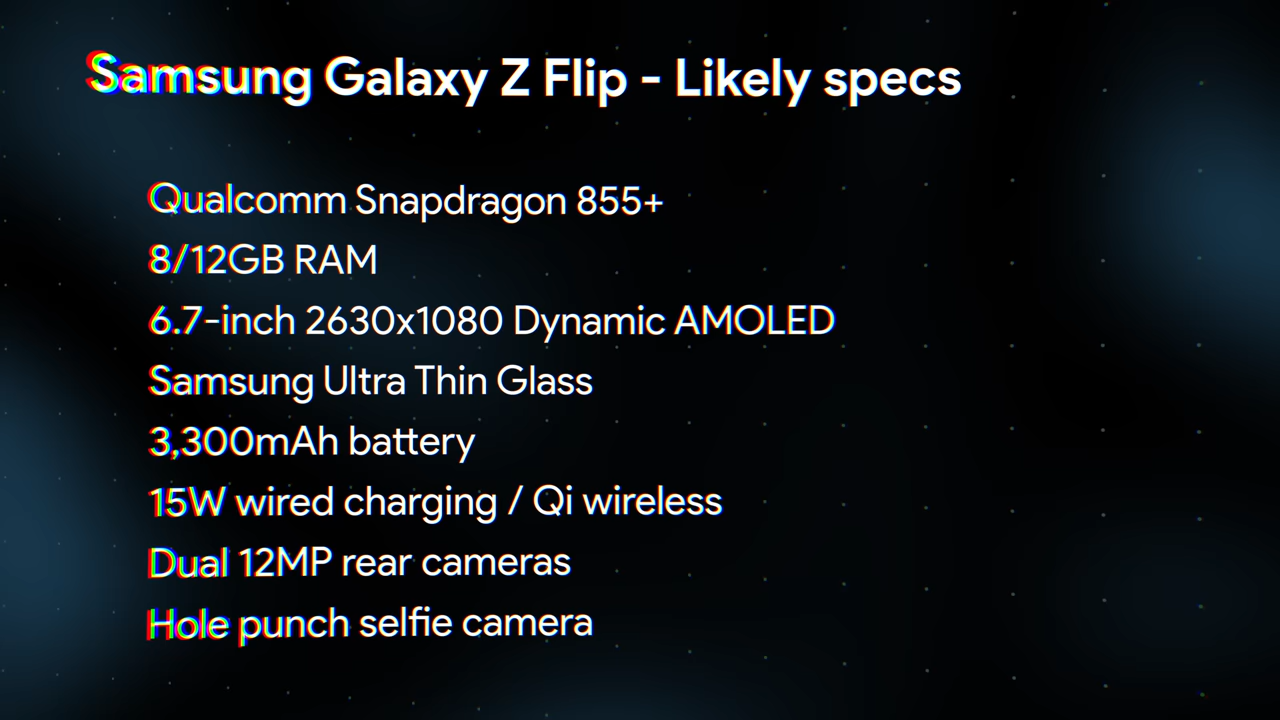 Samsung Galaxy Z Flip - Likely specs
Qualcomm Snapdragon 855+
8/12GB RAM
6.7-inch 2630x1080 Dynamic AMOLED
Samsung Ultra Thin Glass
3,300mAh battery
15W wired charging / Qi wireless
Dual 12MP rear cameras
Hole punch selfie camera